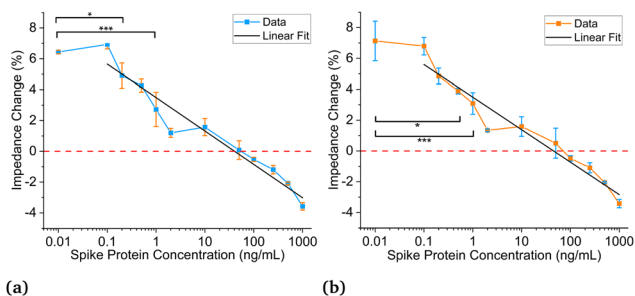 (a)
8
6
4
2
0
-2
-4
Impedance Change (%)
*
***
Data
Linear Fit
0.01 0.1 1 10 100 1000
Spike Protein Concentration (ng/mL)
(b)
8
6
4
2
0
-2
-4
Impedance Change (%)
Data
Linear Fit
*
***
0.01 0.1 1 10 100 1000
Spike Protein Concentration (ng/mL)